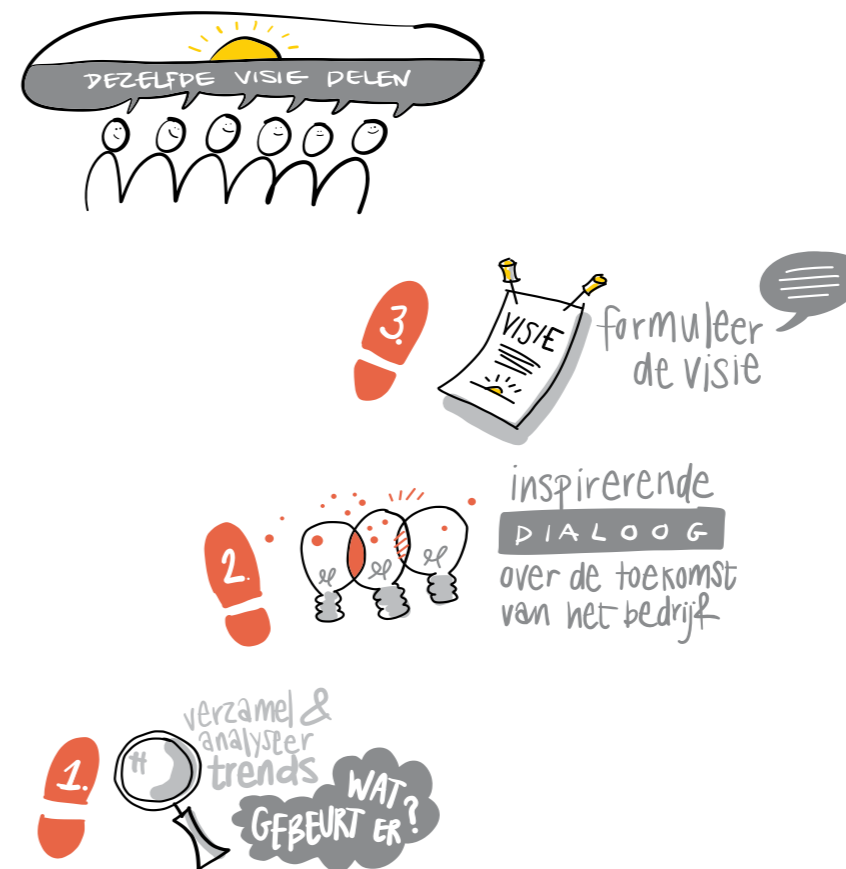 DEZELFDE VISIE DELEN
3.
VISIE
formuleer
de visie
2.
inspirerende
DIALOOG
over de toekomst
van het bedrijf
1.
verzamel &
analyseer
trends
WAT
GEBEURT ER?